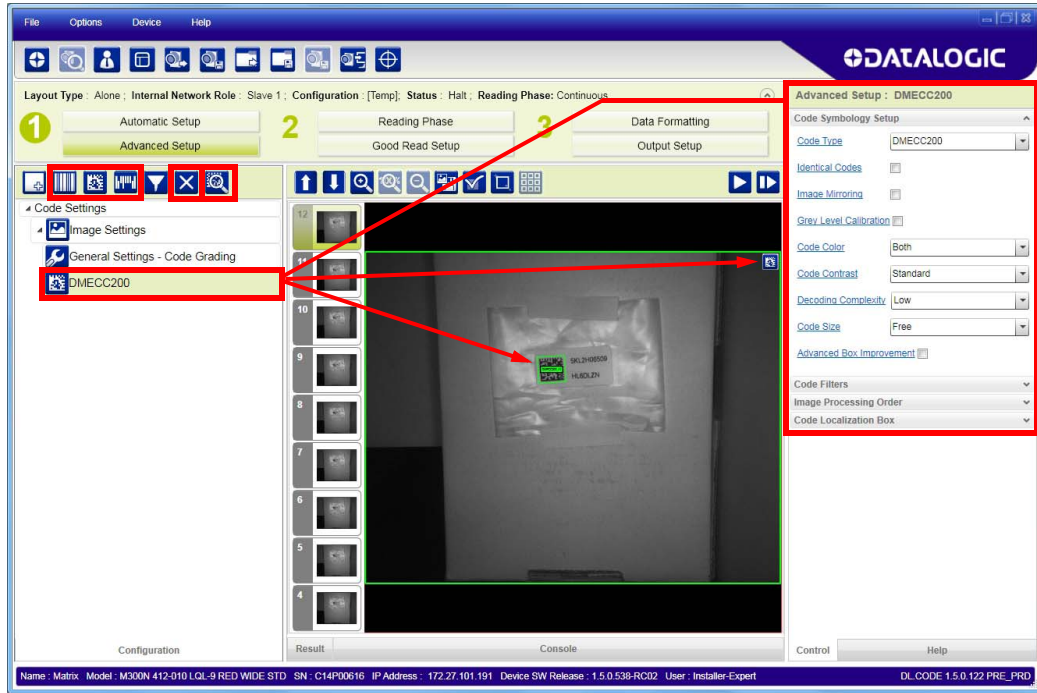 File Options Device Help
DATALOGIC
Layout Type : Alone ; Internal Network Role : Slave 1 ; Configuration : [Temp]; Status : Halt ; Reading Phase: Continuous
1
Automatic Setup
Advanced Setup
2
Reading Phase
Good Read Setup
3
Data Formatting
Output Setup
Code Settings
Image Settings
General Settings - Code Grading
DMECC200
12
11
10
9
8
7
6
5
4
SKL2H00509
HL6DLZN
Advanced Setup : DMECC200
Code Symbology Setup
Code Type DMECC200
Identical Codes
Image Mirroring
Grey Level Calibration
Code Color Both
Code Contrast Standard
Decoding Complexity Low
Code Size Free
Advanced Box Improvement
Code Filters
Image Processing Order
Code Localization Box
Configuration
Result Console
Control Help
Name : Matrix Model : M300N 412-010 LQL-9 RED WIDE STD SN : C14P00616 IP Address : 172.27.101.191 Device SW Release : 1.5.0.538-RC02 User : Installer-Expert DL.CODE 1.5.0.122 PRE_PRD